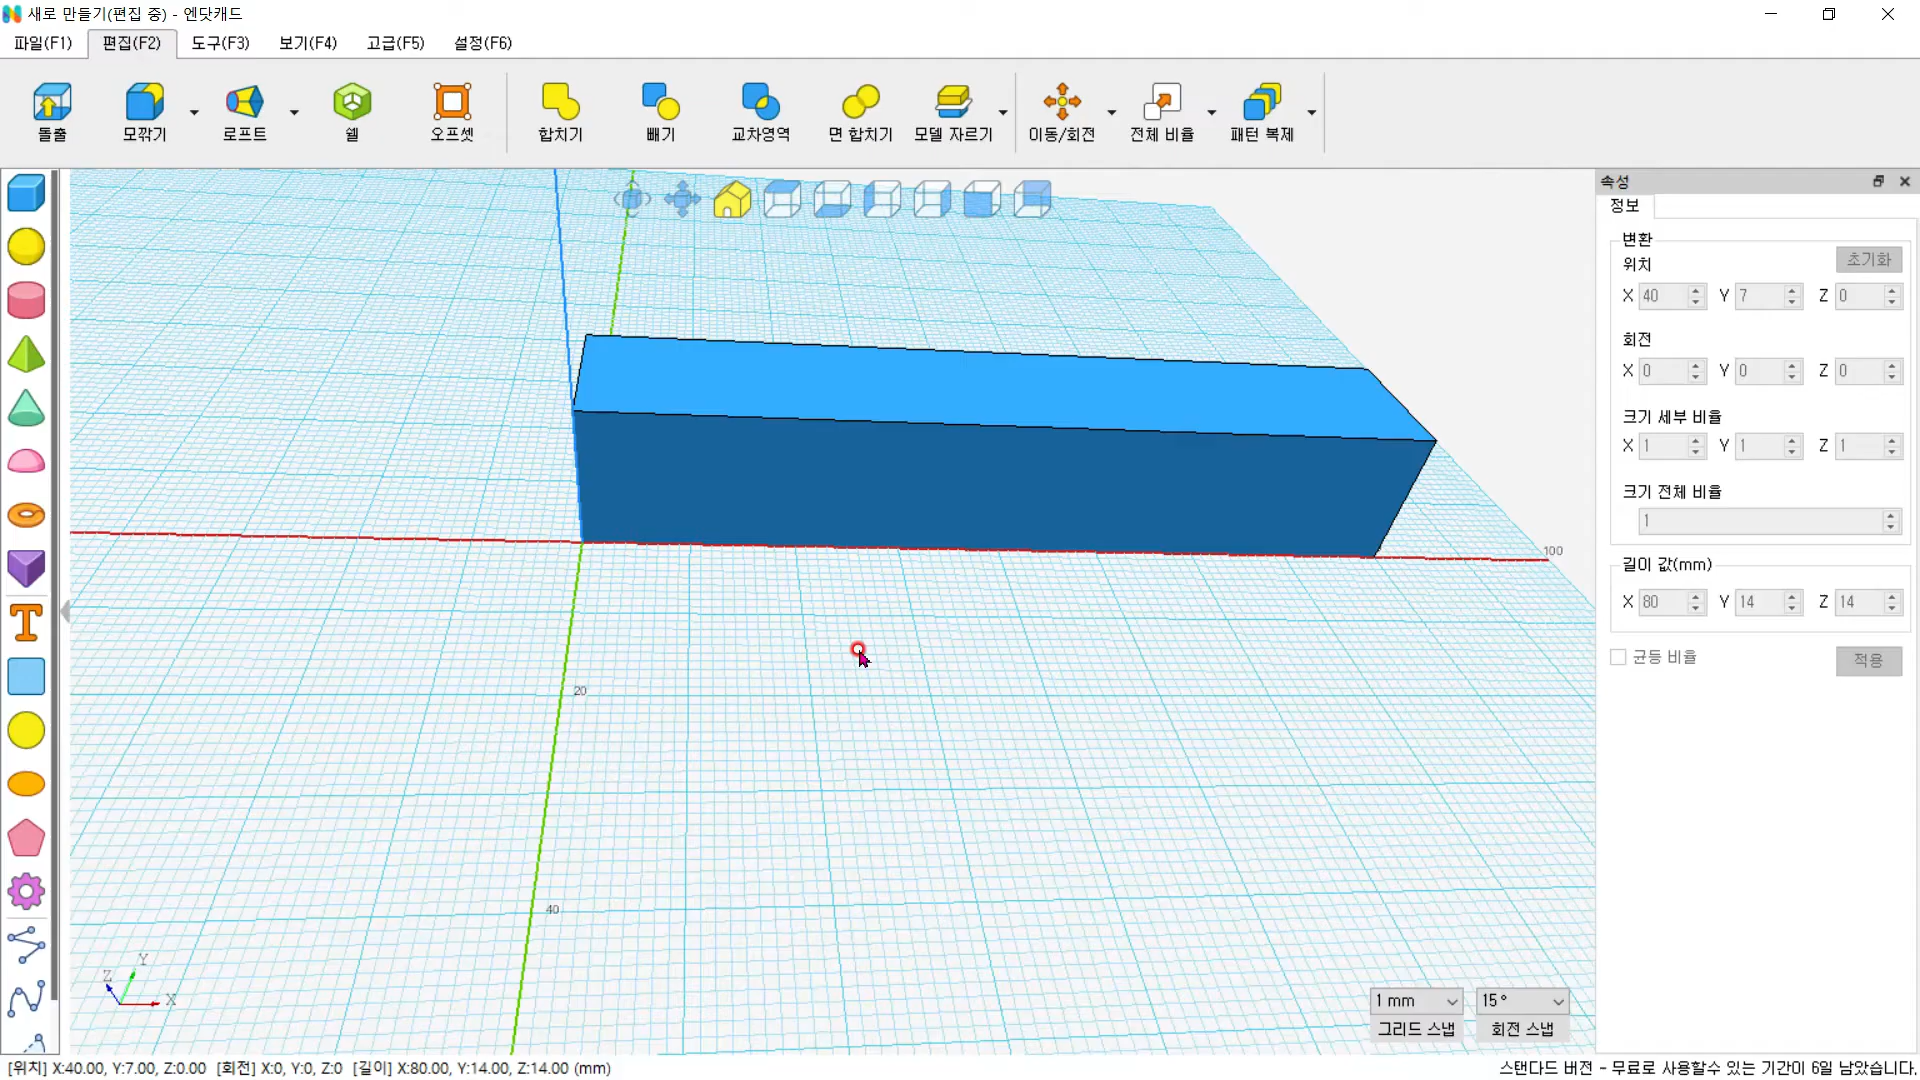 새로 만들기(편집 중) - 엔닷캐드
파일(F1) 편집(F2) 도구(F3) 보기(F4) 고급(F5) 설정(F6)
돌출 모깎기 로프트 쉘 오프셋 합치기 빼기 교차영역 면 합치기 모델 자르기 이동/회전 전체 비율 패턴 복제
속성
정보
변환
위치
초기화
X 40 Y 7 Z 0
회전
X 0 Y 0 Z 0
크기 세부 비율
X 1 Y 1 Z 1
크기 전체 비율
1
길이 값(mm)
X 80 Y 14 Z 14
균등 비율 적용
100
20
40
Z Y X
1 mm 15°
그리드 스냅 회전 스냅
[위치] X:40.00, Y:7.00, Z:0.00 [회전] X:0, Y:0, Z:0 [길이] X:80.00, Y:14.00, Z:14.00 (mm)
스탠다드 버전 - 무료로 사용할수 있는 기간이 6일 남았습니다.